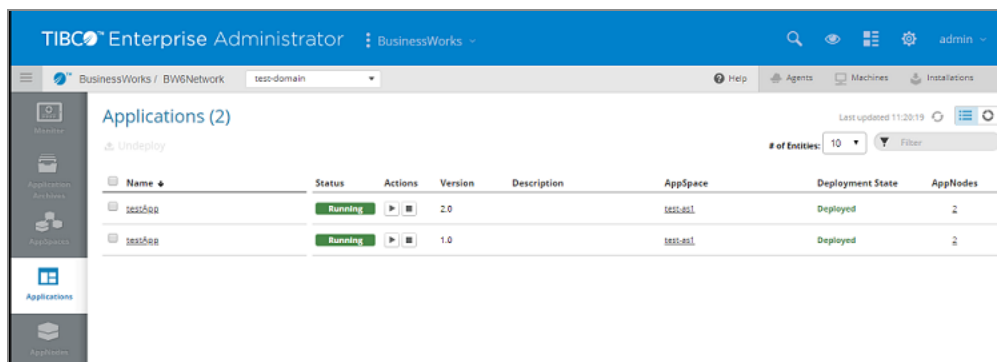 TIBCO™ Enterprise Administrator BusinessWorks admin
BusinessWorks / BW6Network test-domain Help Agents Machines Installations
Monitor
Applications (2) Last updated 11:20:19
Undeploy # of Entities: 10 Filter
Application Archives
Name Status Actions Version Description AppSpace Deployment State AppNodes
testApp Running 2.0 test-as1 Deployed 2
AppSpaces
testApp Running 1.0 test-as1 Deployed 2
Applications
AppNodes